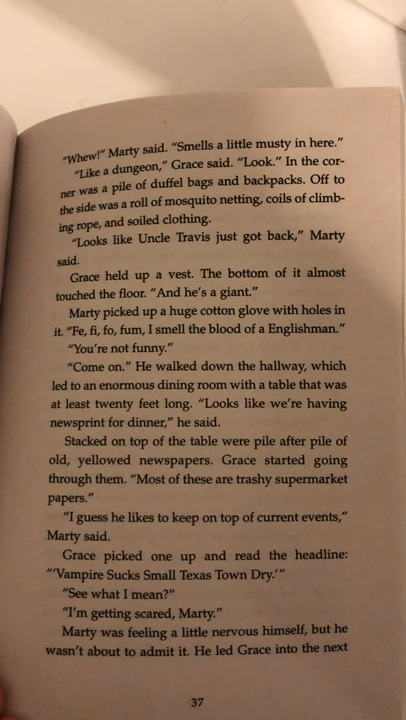 "Whew!" Marty said. "Smells a little musty in here."
"Like a dungeon," Grace said. "Look." In the cor-
ner was a pile of duffel bags and backpacks. Off to
the side was a roll of mosquito netting, coils of climb-
ing rope, and soiled clothing.
"Looks like Uncle Travis just got back," Marty
said.
Grace held up a vest. The bottom of it almost
touched the floor. "And he's a giant."
Marty picked up a huge cotton glove with holes in
it. "Fe, fi, fo, fum, I smell the blood of a Englishman."
"You're not funny."
"Come on." He walked down the hallway, which
led to an enormous dining room with a table that was
at least twenty feet long. "Looks like we're having
newsprint for dinner," he said.
Stacked on top of the table were pile after pile of
old, yellowed newspapers. Grace started going
through them. "Most of these are trashy supermarket
papers."
"I guess he likes to keep on top of current events,"
Marty said.
Grace picked one up and read the headline:
"'Vampire Sucks Small Texas Town Dry.'"
"See what I mean?"
"I'm getting scared, Marty."
Marty was feeling a little nervous himself, but he
wasn't about to admit it. He led Grace into the next
37